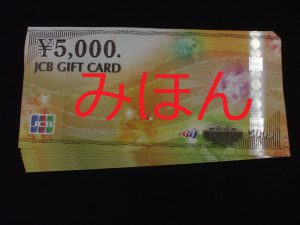 ¥5,000.
JCB GIFT CARD
みほん
JCB